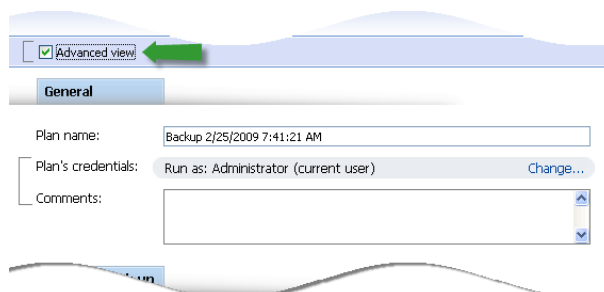 Advanced view
General
Plan name: Backup 2/25/2009 7:41:21 AM
Plan's credentials: Run as: Administrator (current user) Change...
Comments: